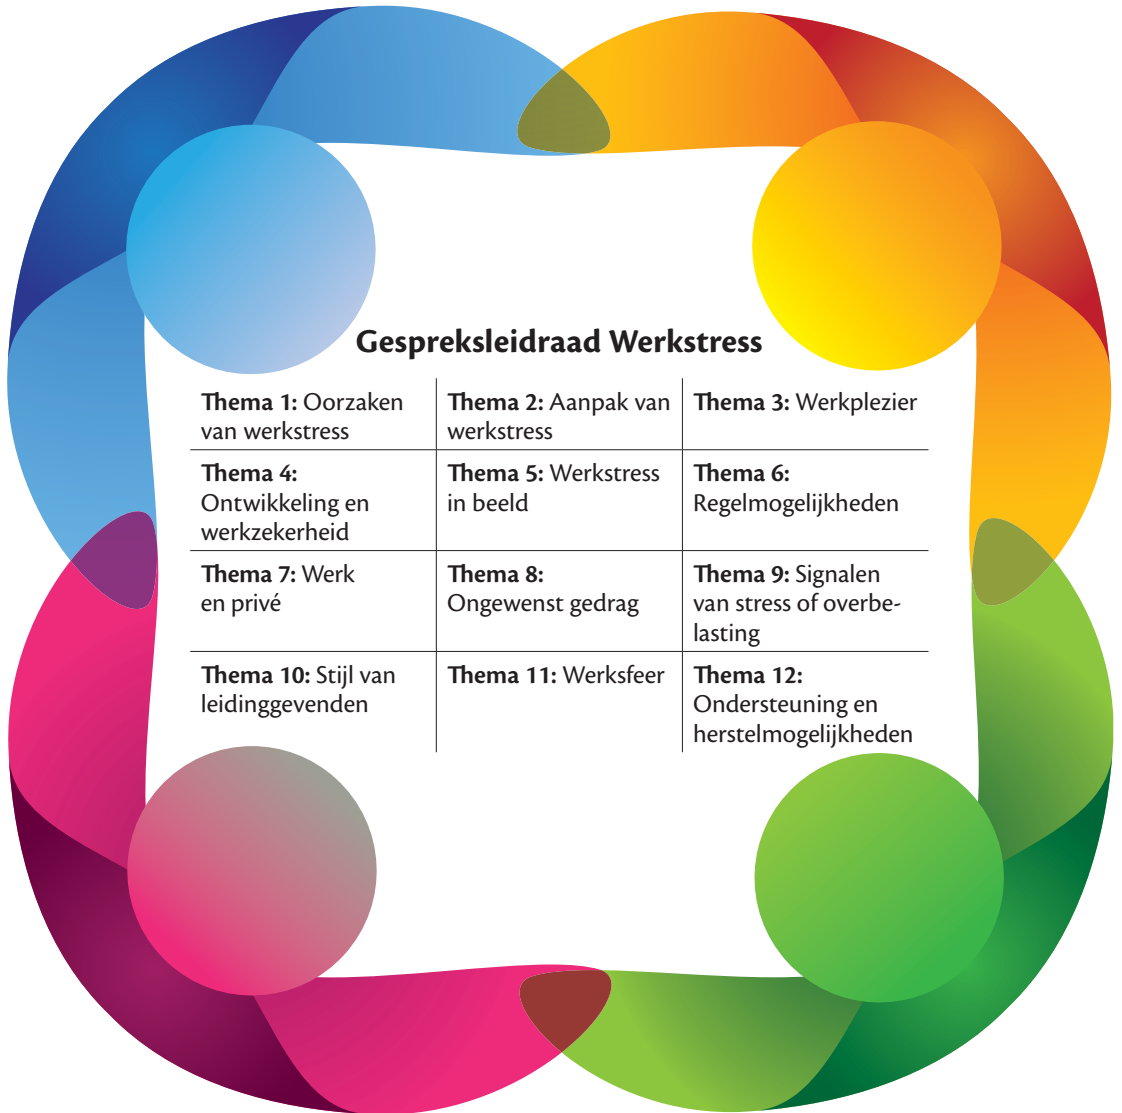 Gespreksleidraad Werkstress
Thema 1: Oorzaken
van werkstress
Thema 2: Aanpak van
werkstress
Thema 3: Werkplezier
Thema 4:
Ontwikkeling en
werkzekerheid
Thema 5: Werkstress
in beeld
Thema 6:
Regelmogelijkheden
Thema 7: Werk
en privé
Thema 8:
Ongewenst gedrag
Thema 9: Signalen
van stress of overbe-
lasting
Thema 10: Stijl van
leidinggevenden
Thema 11: Werksfeer
Thema 12:
Ondersteuning en
herstelmogelijkheden